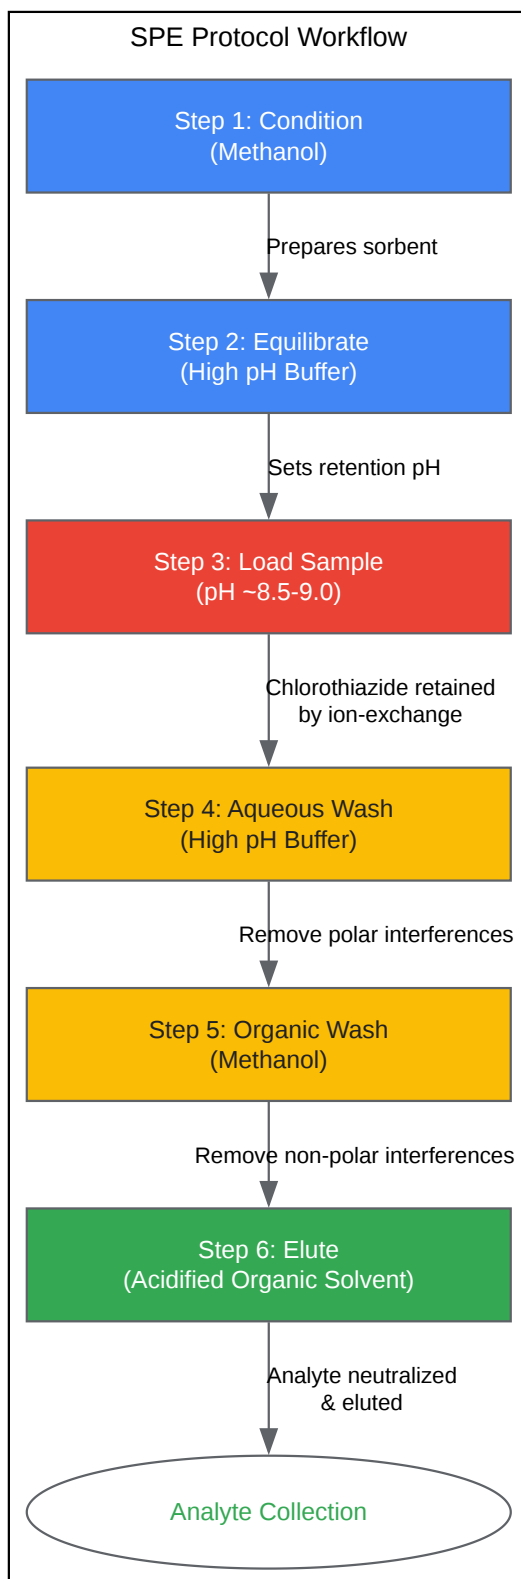 SPE Protocol Workflow
Step 1: Condition
(Methanol)
Prepares sorbent
Step 2: Equilibrate
(High pH Buffer)
Sets retention pH
Step 3: Load Sample
(pH ~8.5-9.0)
Chlorothiazide retained
by ion-exchange
Step 4: Aqueous Wash
(High pH Buffer)
Remove polar interferences
Step 5: Organic Wash
(Methanol)
Remove non-polar interferences
Step 6: Elute
(Acidified Organic Solvent)
Analyte neutralized
& eluted
Analyte Collection